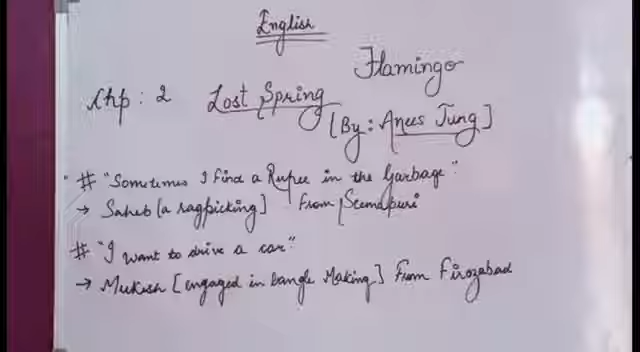 English
Flamingo
Chp : 2 Lost Spring
[By : Anees Jung]
# "Sometimes I find a Rupee in the Garbage"
→ Saheb [a ragpicking] from Seemapuri
# "I want to drive a car"
→ Mukesh [engaged in bangle Making] from Firozabad